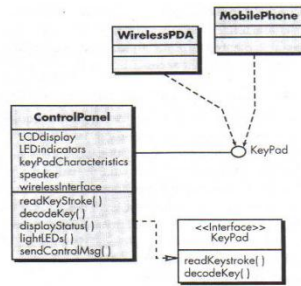 WirelessPDA
MobilePhone
ControlPanel
LCDdisplay
LEDindicators
keyPadCharacteristics
speaker
wirelessInterface
readKeyStroke( )
decodeKey( )
displayStatus( )
lightLEDs( )
sendControlMsg( )
KeyPad
<<Interface>>
KeyPad
readKeystroke( )
decodeKey( )